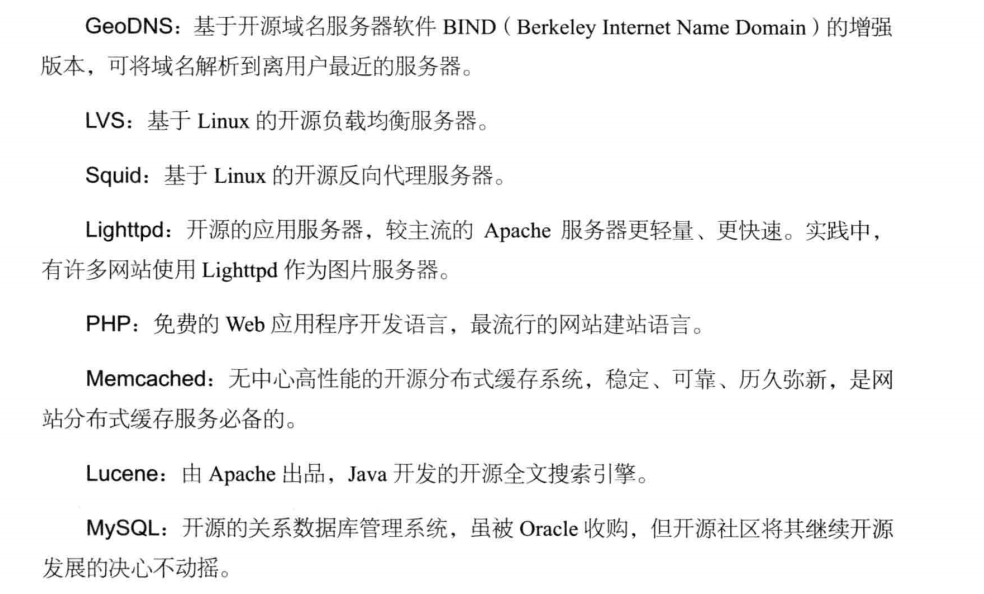 GeoDNS：基于开源域名服务器软件 BIND（Berkeley Internet Name Domain）的增强
版本，可将域名解析到离用户最近的服务器。
LVS：基于 Linux 的开源负载均衡服务器。
Squid：基于 Linux 的开源反向代理服务器。
Lighttpd：开源的应用服务器，较主流的 Apache 服务器更轻量、更快速。实践中，
有许多网站使用 Lighttpd 作为图片服务器。
PHP：免费的 Web 应用程序开发语言，最流行的网站建站语言。
Memcached：无中心高性能的开源分布式缓存系统，稳定、可靠、历久弥新，是网
站分布式缓存服务必备的。
Lucene：由 Apache 出品，Java 开发的开源全文搜索引擎。
MySQL：开源的关系数据库管理系统，虽被 Oracle 收购，但开源社区将其继续开源
发展的决心不动摇。